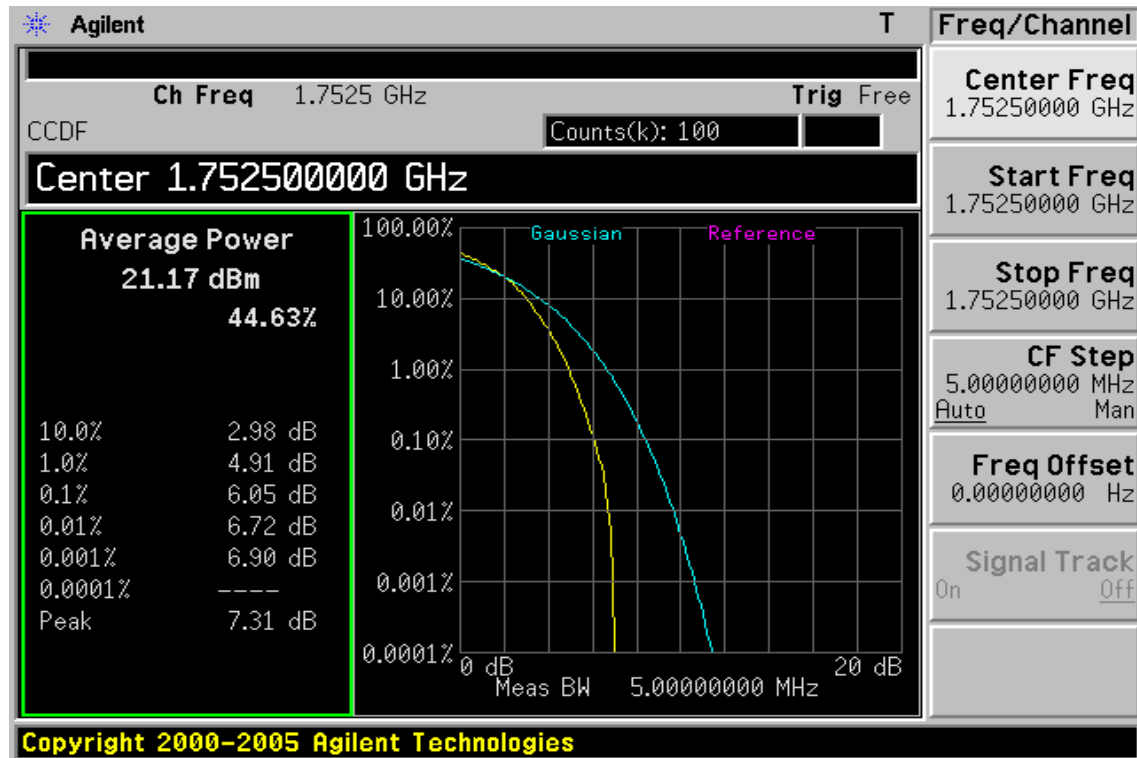 Agilent T
Ch Freq 1.7525 GHz Trig Free
CCDF Counts(k): 100
Center 1.752500000 GHz
Average Power
21.17 dBm
44.63%
10.0% 2.98 dB
1.0% 4.91 dB
0.1% 6.05 dB
0.01% 6.72 dB
0.001% 6.90 dB
0.0001% ----
Peak 7.31 dB
100.00%
Gaussian Reference
10.00%
1.00%
0.10%
0.01%
0.001%
0.0001%
0 dB 20 dB
Meas BW 5.00000000 MHz
Freq/Channel
Center Freq
1.75250000 GHz
Start Freq
1.75250000 GHz
Stop Freq
1.75250000 GHz
CF Step
5.00000000 MHz
Auto Man
Freq Offset
0.00000000 Hz
Signal Track
On Off
Copyright 2000-2005 Agilent Technologies